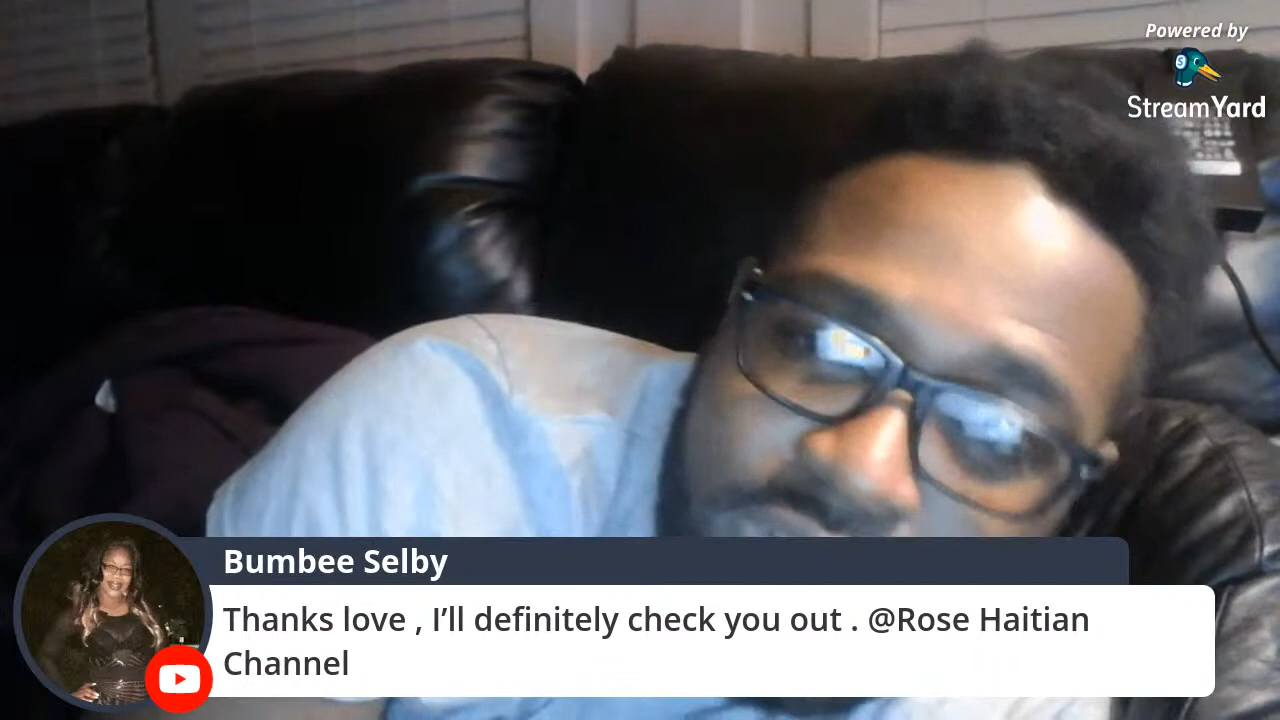 Powered by
StreamYard
Bumbee Selby
Thanks love , I’ll definitely check you out . @Rose Haitian
Channel